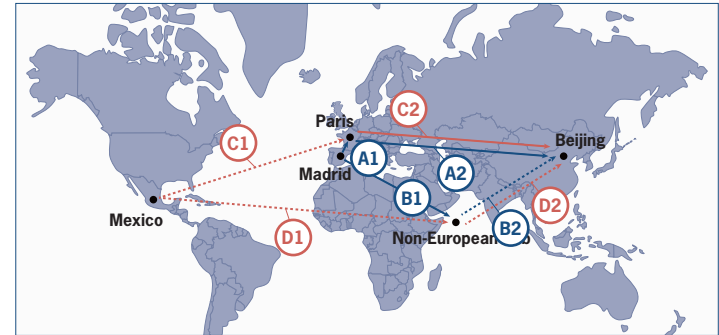 C2
Paris
C1
Beijing
A1
Madrid
A2
B1
D2
Mexico
D1
Non-European
B2